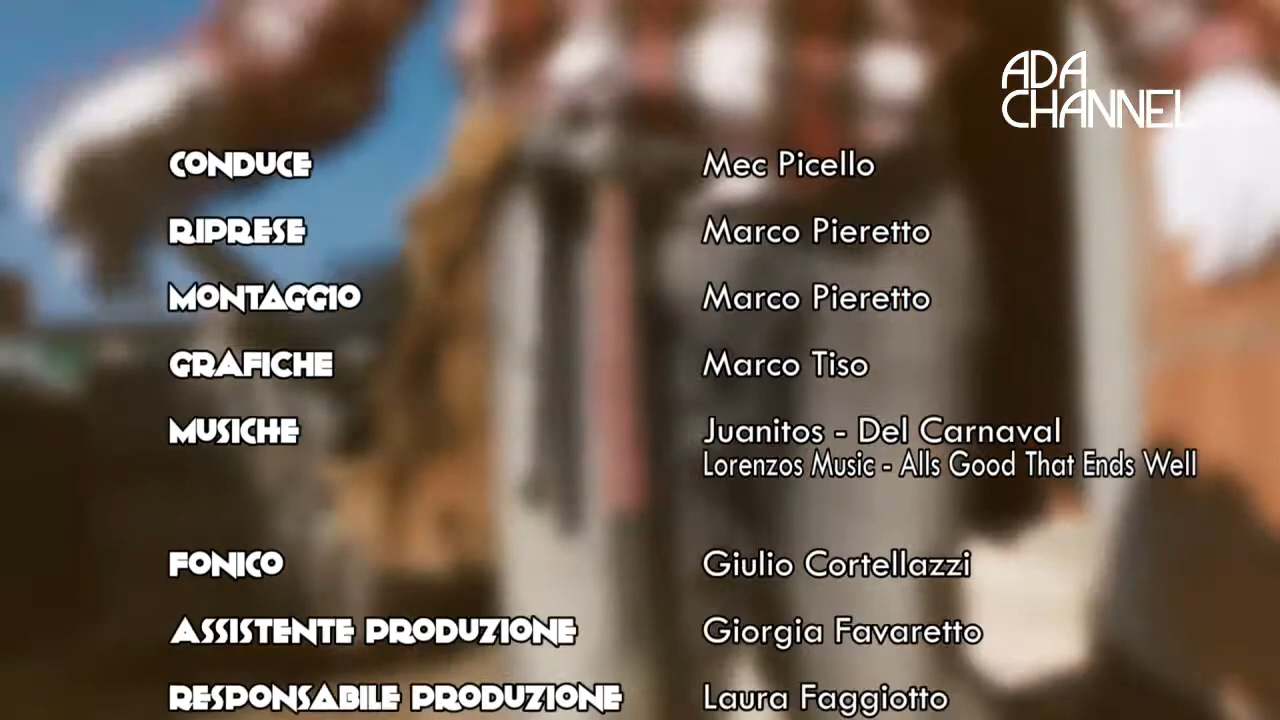 ADA
CHANNEL
CONDUCE Mec Picello
RIPRESE Marco Pieretto
MONTAGGIO Marco Pieretto
GRAFICHE Marco Tiso
MUSICHE Juanitos - Del Carnaval
Lorenzos Music - Alls Good That Ends Well
FONICO Giulio Cortellazzi
ASSISTENTE PRODUZIONE Giorgia Favaretto
RESPONSABILE PRODUZIONE Laura Faggiotto